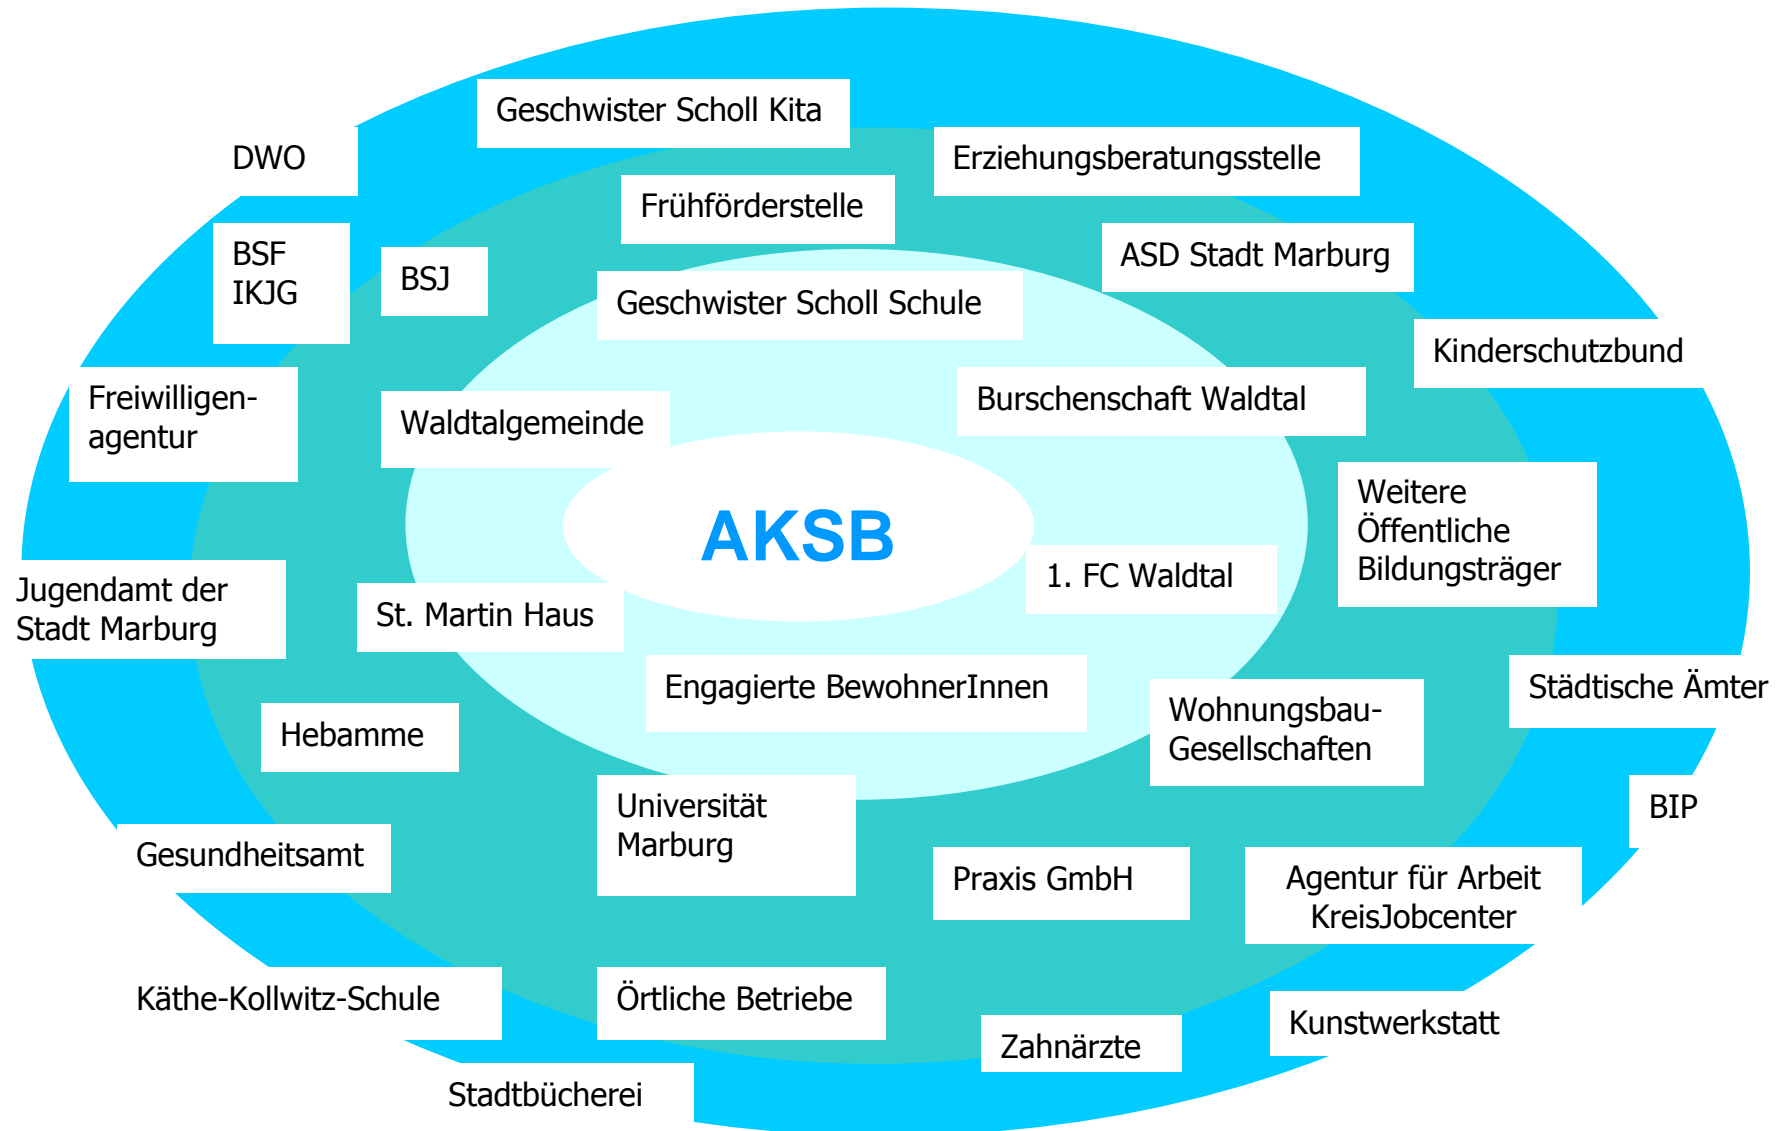 Geschwister Scholl Kita
DWO
Erziehungsberatungsstelle
Frühförderstelle
BSF
IKJG
BSJ
ASD Stadt Marburg
Geschwister Scholl Schule
Kinderschutzbund
Freiwilligen-
agentur
Waldtalgemeinde
Burschenschaft Waldtal
Weitere
Öffentliche
Bildungsträger
AKSB
1. FC Waldtal
Jugendamt der
Stadt Marburg
St. Martin Haus
Engagierte BewohnerInnen
Städtische Ämter
Hebamme
Wohnungsbau-
Gesellschaften
Universität
Marburg
BIP
Gesundheitsamt
Praxis GmbH
Agentur für Arbeit
KreisJobcenter
Käthe-Kollwitz-Schule
Örtliche Betriebe
Kunstwerkstatt
Zahnärzte
Stadtbücherei